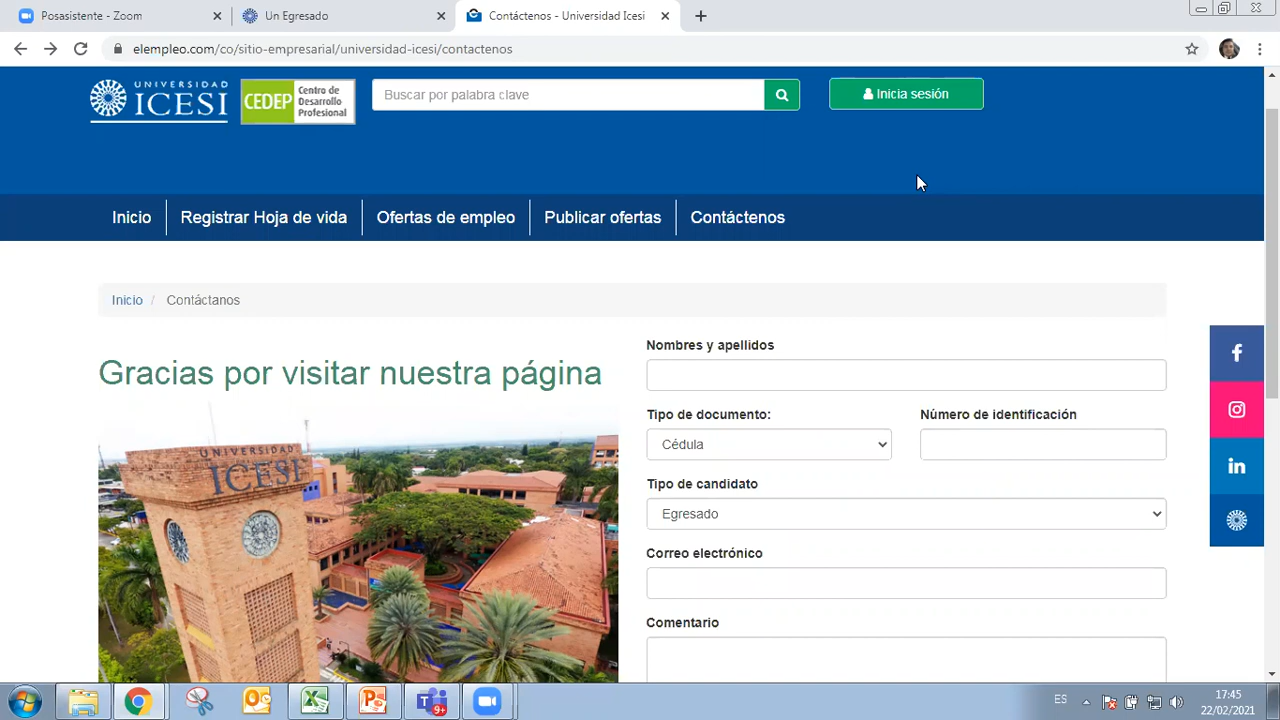 Posasistente - Zoom
Un Egresado
Contáctenos - Universidad Icesi
elempleo.com/co/sitio-empresarial/universidad-icesi/contactenos
UNIVERSIDAD
ICESI
CEDEP
Centro de
Desarrollo
Profesional
Buscar por palabra clave
Inicia sesión
Inicio
Registrar Hoja de vida
Ofertas de empleo
Publicar ofertas
Contáctenos
Inicio / Contáctanos
Gracias por visitar nuestra página
UNIVERSIDAD
ICESI
Nombres y apellidos
Tipo de documento:
Número de identificación
Cédula
Tipo de candidato
Egresado
Correo electrónico
Comentario
9+
ES
17:45
22/02/2021